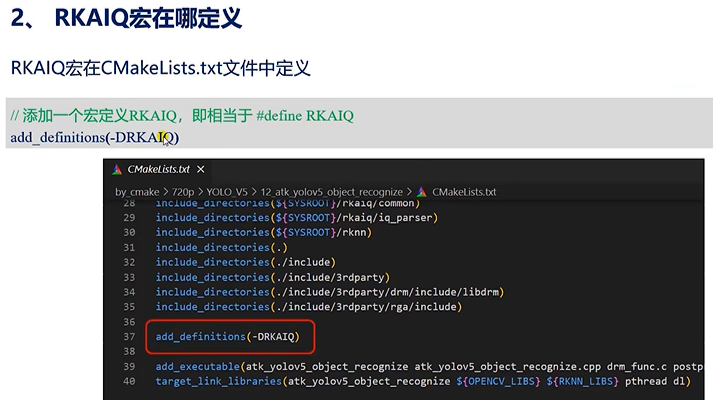 2、 RKAIQ宏在哪定义
RKAIQ宏在CMakeLists.txt文件中定义
// 添加一个宏定义RKAIQ，即相当于 #define RKAIQ
add_definitions(-DRKAIQ)
CMakeLists.txt ×
by_cmake > 720p > YOLO_V5 > 12_atk_yolov5_object_recognize > CMakeLists.txt
28 include_directories(${SYSROOT}/rkaiq/common)
29 include_directories(${SYSROOT}/rkaiq/iq_parser)
30 include_directories(${SYSROOT}/rknn)
31 include_directories(.)
32 include_directories(./include)
33 include_directories(./include/3rdparty)
34 include_directories(./include/3rdparty/drm/include/libdrm)
35 include_directories(./include/3rdparty/rga/include)
36
37 add_definitions(-DRKAIQ)
38
39 add_executable(atk_yolov5_object_recognize atk_yolov5_object_recognize.cpp drm_func.c postp
40 target_link_libraries(atk_yolov5_object_recognize ${OPENCV_LIBS} ${RKNN_LIBS} pthread dl)